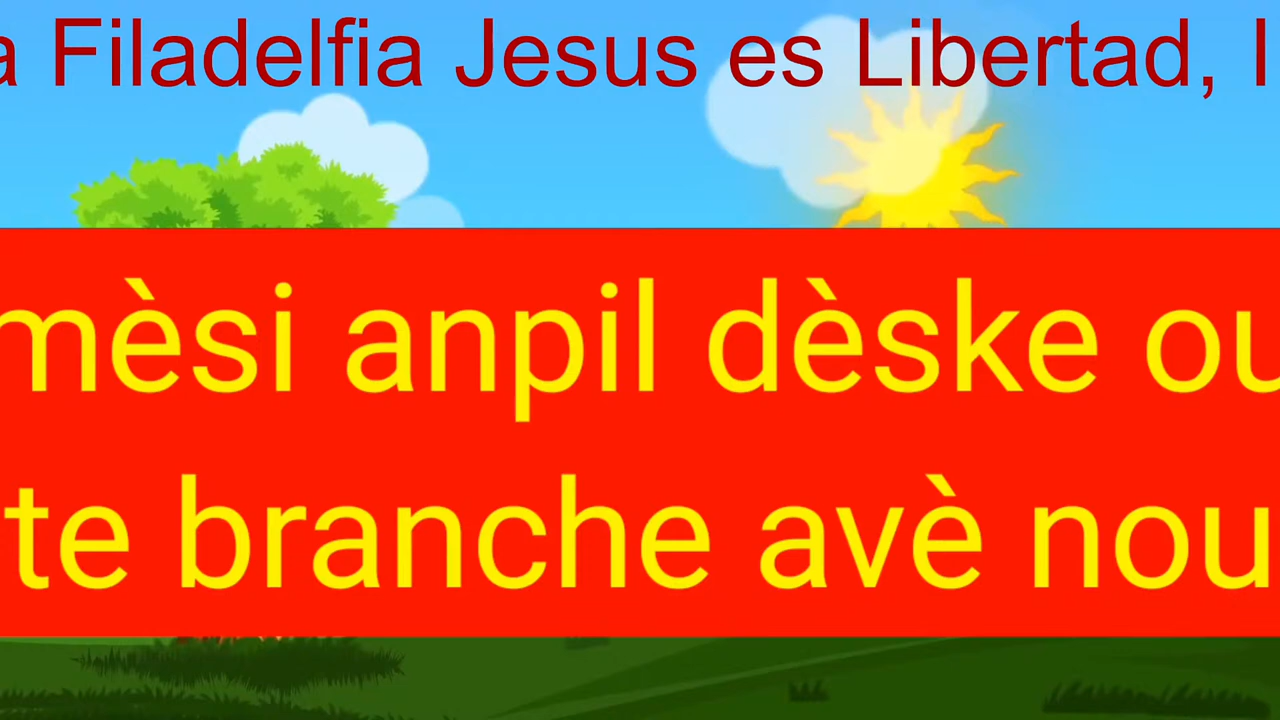 a Filadelfia Jesus es Libertad, I
mèsi anpil dèske ou
te branche avè nou